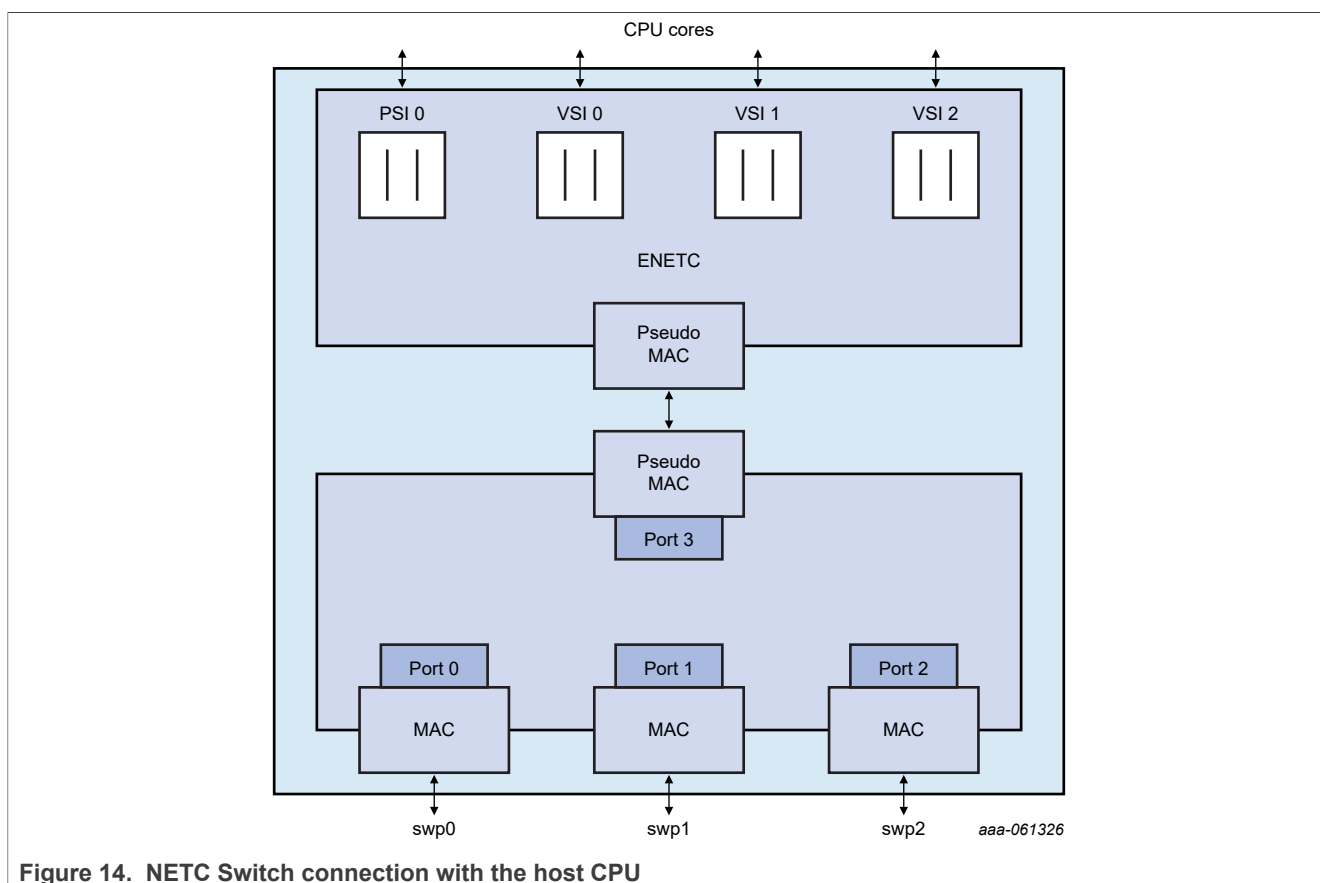 CPU cores
PSI 0
VSI 0
VSI 1
VSI 2
ENETC
Pseudo
MAC
Pseudo
MAC
Port 3
Port 0
Port 1
Port 2
MAC
MAC
MAC
swp0
swp1
swp2
aaa-061326
Figure 14. NETC Switch connection with the host CPU